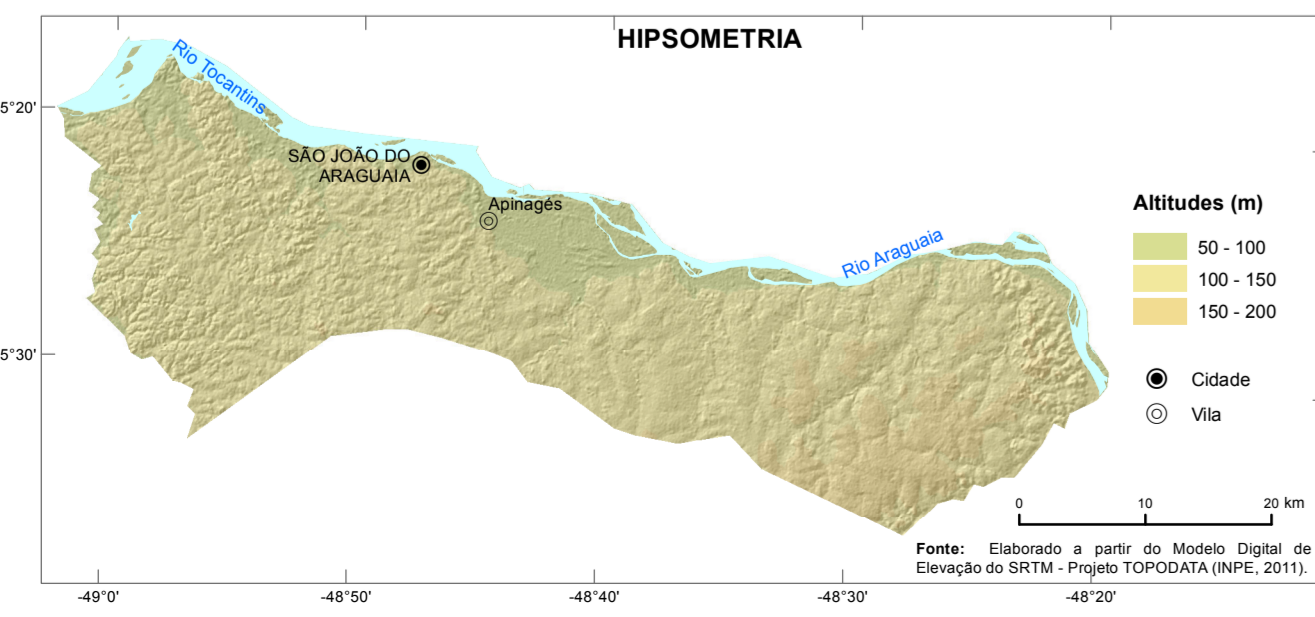 HIPSOMETRIA
Rio Tocantins
5°20'
SÃO JOÃO DO
ARAGUAIA
Apinagés
Rio Araguaia
Altitudes (m)
50 - 100
100 - 150
150 - 200
5°30'
Cidade
Vila
0 10 20 km
Fonte: Elaborado a partir do Modelo Digital de
Elevação do SRTM - Projeto TOPODATA (INPE, 2011).
-49°0' -48°50' -48°40' -48°30' -48°20'